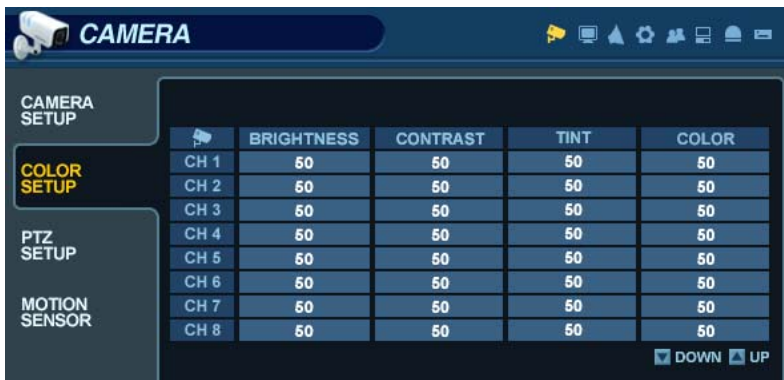 CAMERA
CAMERA
SETUP
COLOR
SETUP
PTZ
SETUP
MOTION
SENSOR
BRIGHTNESS CONTRAST TINT COLOR
CH 1 50 50 50 50
CH 2 50 50 50 50
CH 3 50 50 50 50
CH 4 50 50 50 50
CH 5 50 50 50 50
CH 6 50 50 50 50
CH 7 50 50 50 50
CH 8 50 50 50 50
DOWN UP